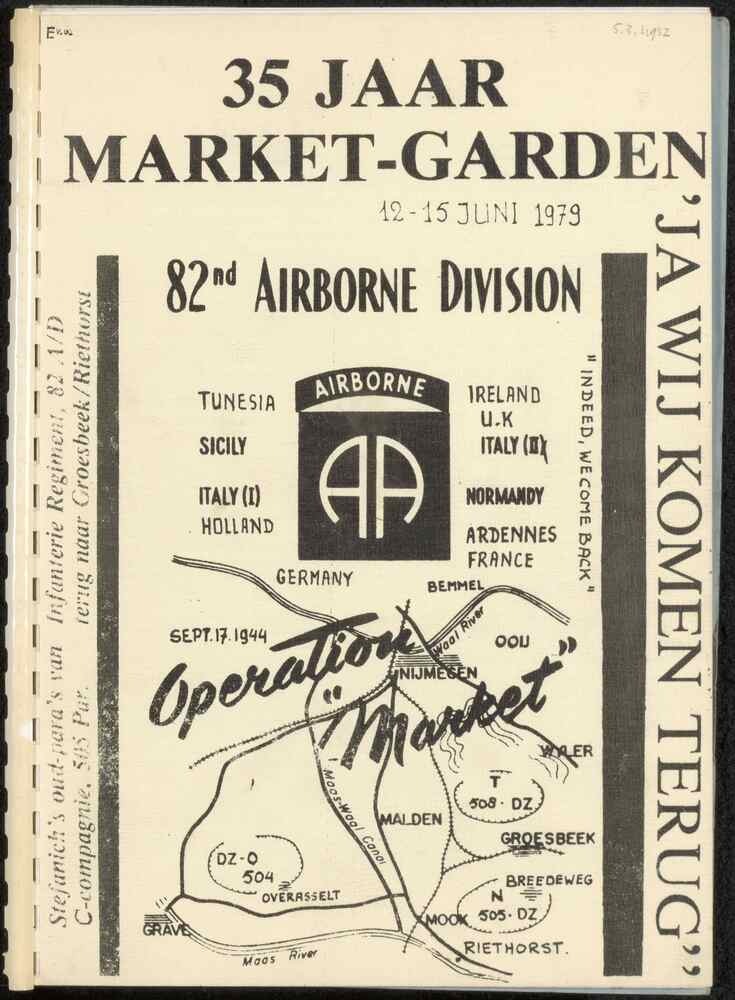 35 JAAR
MARKET-GARDEN
12-15 JUNI 1979
'JA WIJ KOMEN TERUG"
82nd AIRBORNE DIVISION
"INDEED, WE COME BACK"
AIRBORNE
AA
TUNESIA
SICILY
ITALY (I)
HOLLAND
GERMANY
IRELAND
U.K
ITALY (II)
NORMANDY
ARDENNES
FRANCE
Stefanich's oud-para's van Infanterie Regiment, 82 A/D
C-compagnie, 505 Par. terug naar Groesbeek/Riethorst
SEPT. 17. 1944
Operation
"Market"
BEMMEL
Waal River
OOIJ
NIJMEGEN
WYLER
T
508 · DZ
Maas-Waal Canal
MALDEN
GROESBEEK
DZ-O
504
OVERASSELT
BREEDEWEG
N
505 · DZ
GRAVE
MOOK
RIETHORST.
Maas River